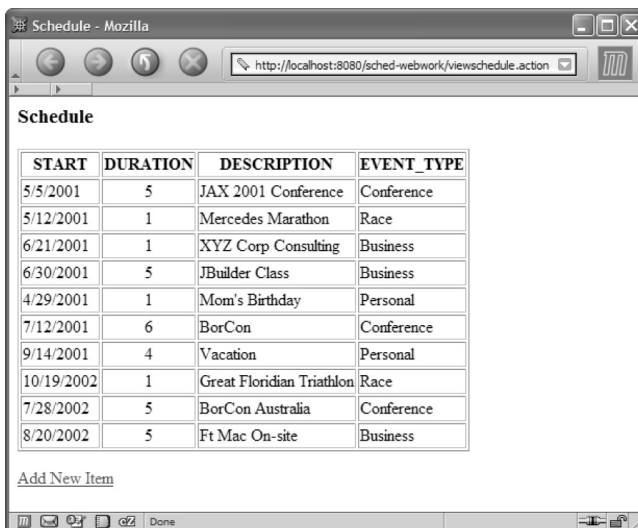 Schedule - Mozilla
http://localhost:8080/sched-webwork/viewschedule.action
Schedule
START DURATION DESCRIPTION EVENT_TYPE
5/5/2001 5 JAX 2001 Conference Conference
5/12/2001 1 Mercedes Marathon Race
6/21/2001 1 XYZ Corp Consulting Business
6/30/2001 5 JBuilder Class Business
4/29/2001 1 Mom's Birthday Personal
7/12/2001 6 BorCon Conference
9/14/2001 4 Vacation Personal
10/19/2002 1 Great Floridian Triathlon Race
7/28/2002 5 BorCon Australia Conference
8/20/2002 5 Ft Mac On-site Business
Add New Item
Done